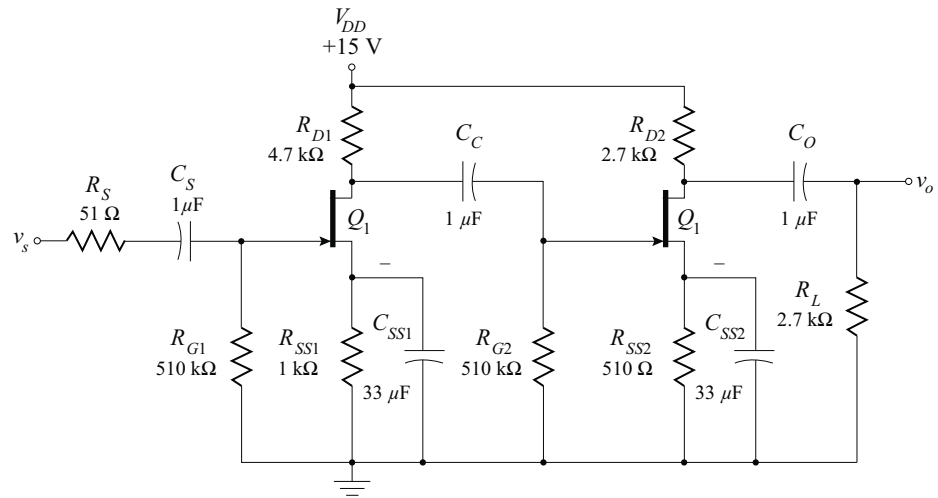 V_DD
+15 V
R_D1
4.7 kΩ
C_C
1 µF
R_D2
2.7 kΩ
C_O
1 µF
v_o
R_S
51 Ω
C_S
1µF
v_s
Q_1
Q_1
–
–
R_G1
510 kΩ
R_SS1
1 kΩ
C_SS1
33 µF
R_G2
510 kΩ
R_SS2
510 Ω
C_SS2
33 µF
R_L
2.7 kΩ